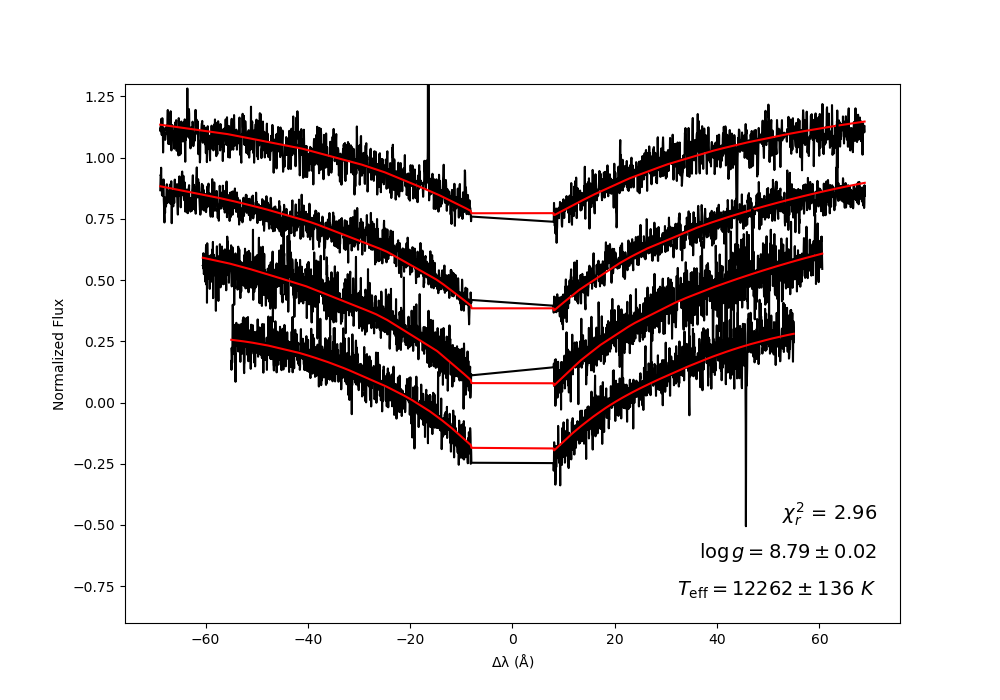 1.25
1.00
0.75
0.50
0.25
0.00
−0.25
−0.50
−0.75
Normalized Flux
χ_r^2 = 2.96
log g = 8.79 ± 0.02
T_eff = 12262 ± 136 K
−60 −40 −20 0 20 40 60
Δλ (Å)